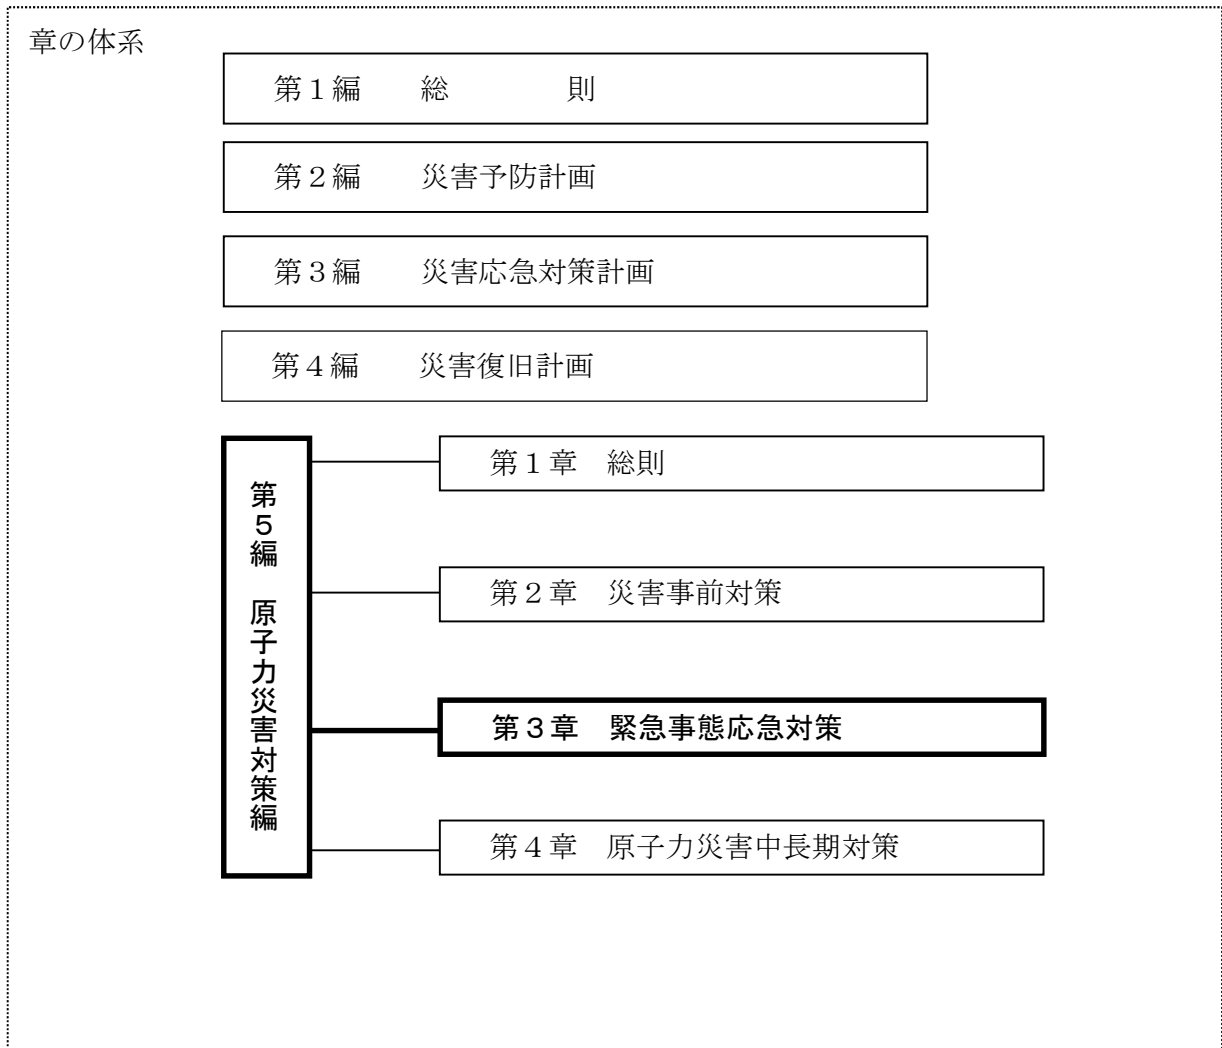 章の体系
第１編　　総　　　　則
第２編　　災害予防計画
第３編　　災害応急対策計画
第４編　　災害復旧計画
第５編　原子力災害対策編
第１章　総則
第２章　災害事前対策
第３章　緊急事態応急対策
第４章　原子力災害中長期対策